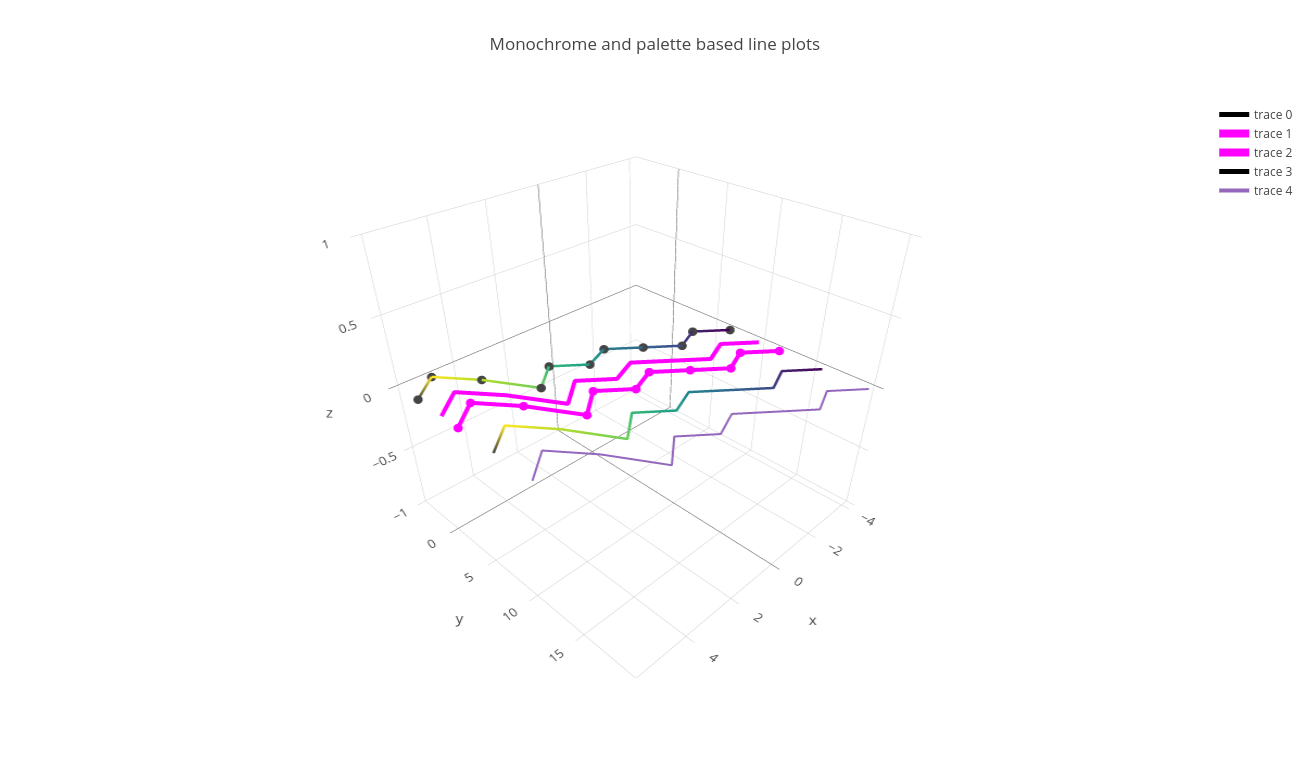 Monochrome and palette based line plots
trace 0
trace 1
trace 2
trace 3
trace 4
1
0.5
0
−0.5
−1
z
0
5
10
15
y
−4
−2
0
2
4
x